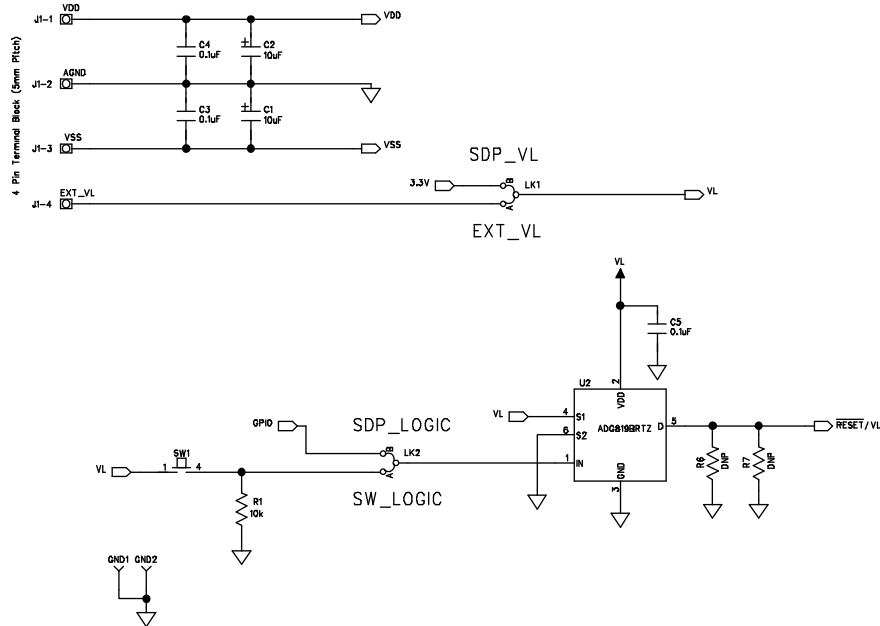 4 Pin Terminal Block (5mm Pitch)
VDD
J1-1
VDD
C4
0.1uF
+
C2
10uF
AGND
J1-2
C3
0.1uF
+
C1
10uF
VSS
J1-3
VSS
SDP_VL
3.3V
B
LK1
VL
EXT_VL
J1-4
A
EXT_VL
VL
C5
0.1uF
U2
2
VDD
VL
4
S1
ADG819BRTZ
D
5
RESET/VL
6
S2
GPIO
SDP_LOGIC
B
LK2
1
IN
SW1
VL
1
4
A
SW_LOGIC
GND
3
R6
DNP
R7
DNP
R1
10k
GND1
GND2